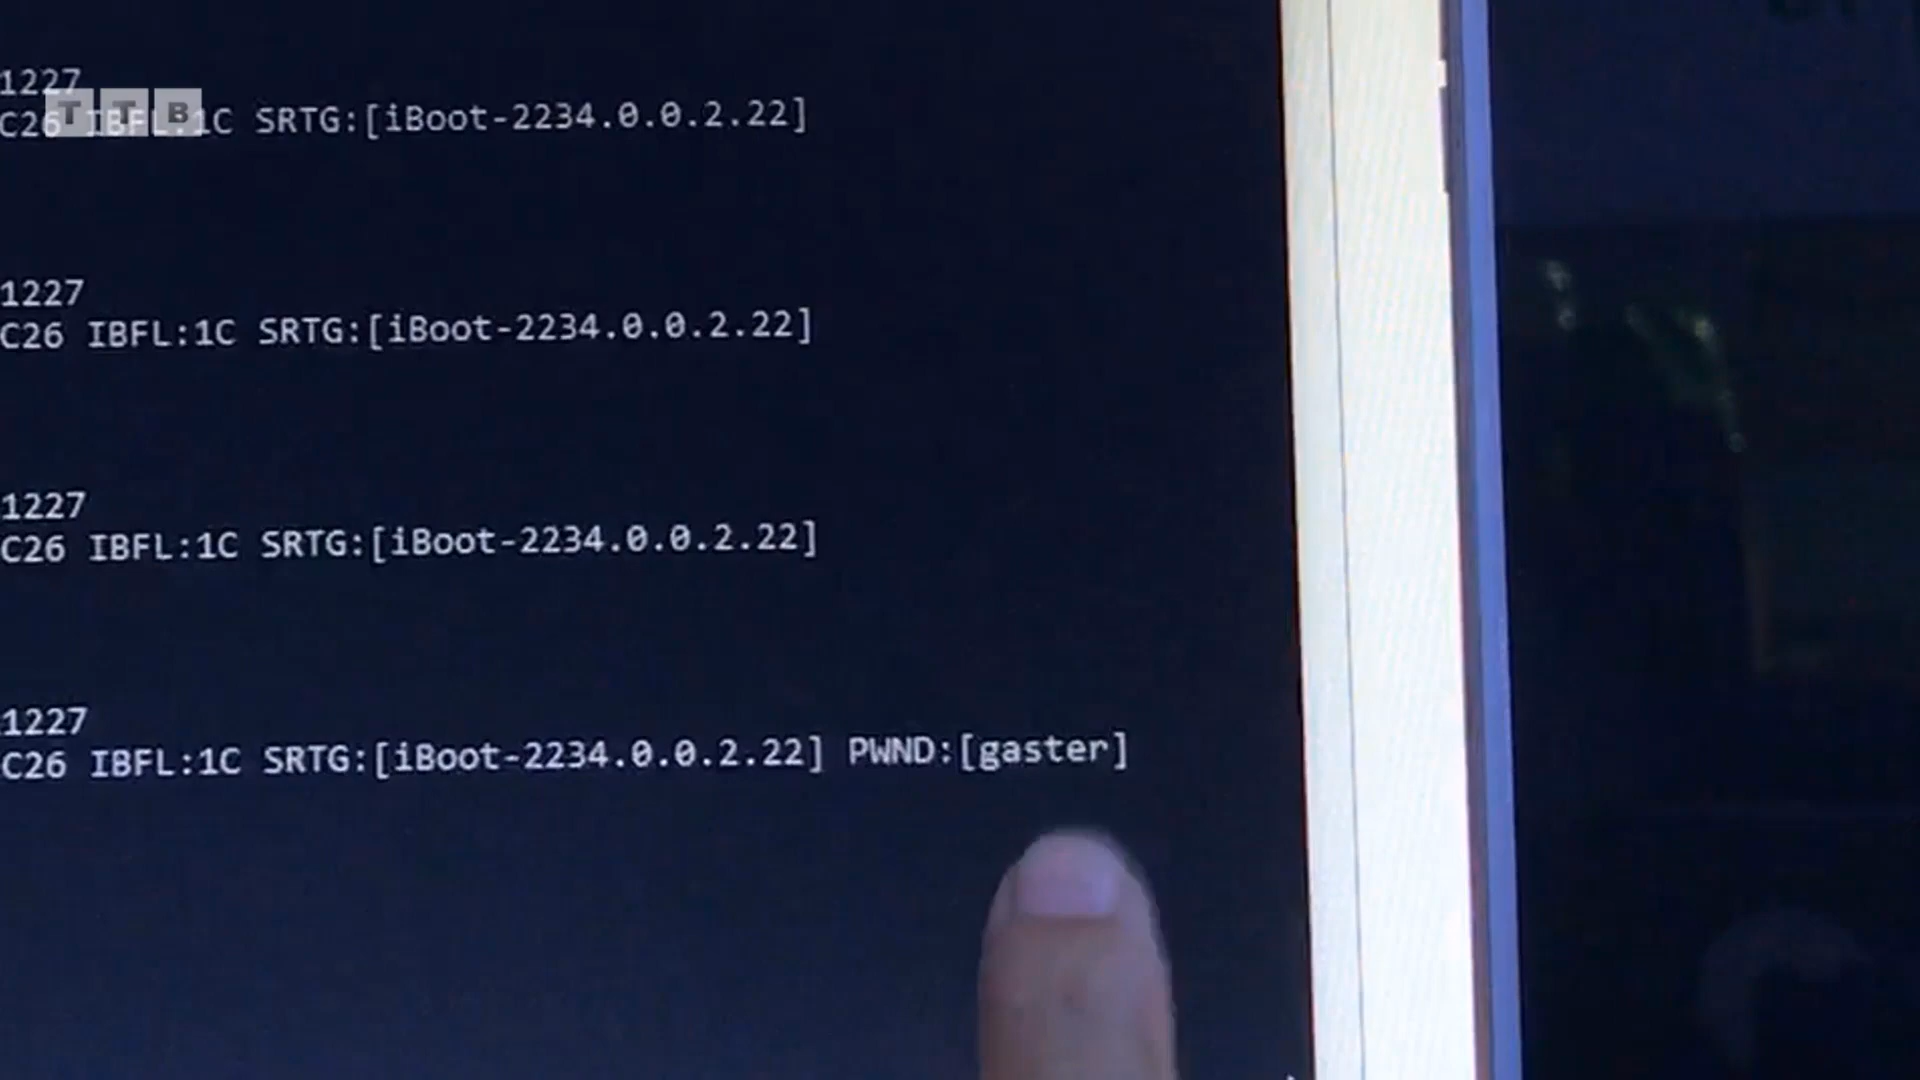 1227
TTB
C26 IBFL:1C SRTG:[iBoot-2234.0.0.2.22]
1227
C26 IBFL:1C SRTG:[iBoot-2234.0.0.2.22]
1227
C26 IBFL:1C SRTG:[iBoot-2234.0.0.2.22]
1227
C26 IBFL:1C SRTG:[iBoot-2234.0.0.2.22] PWND:[gaster]